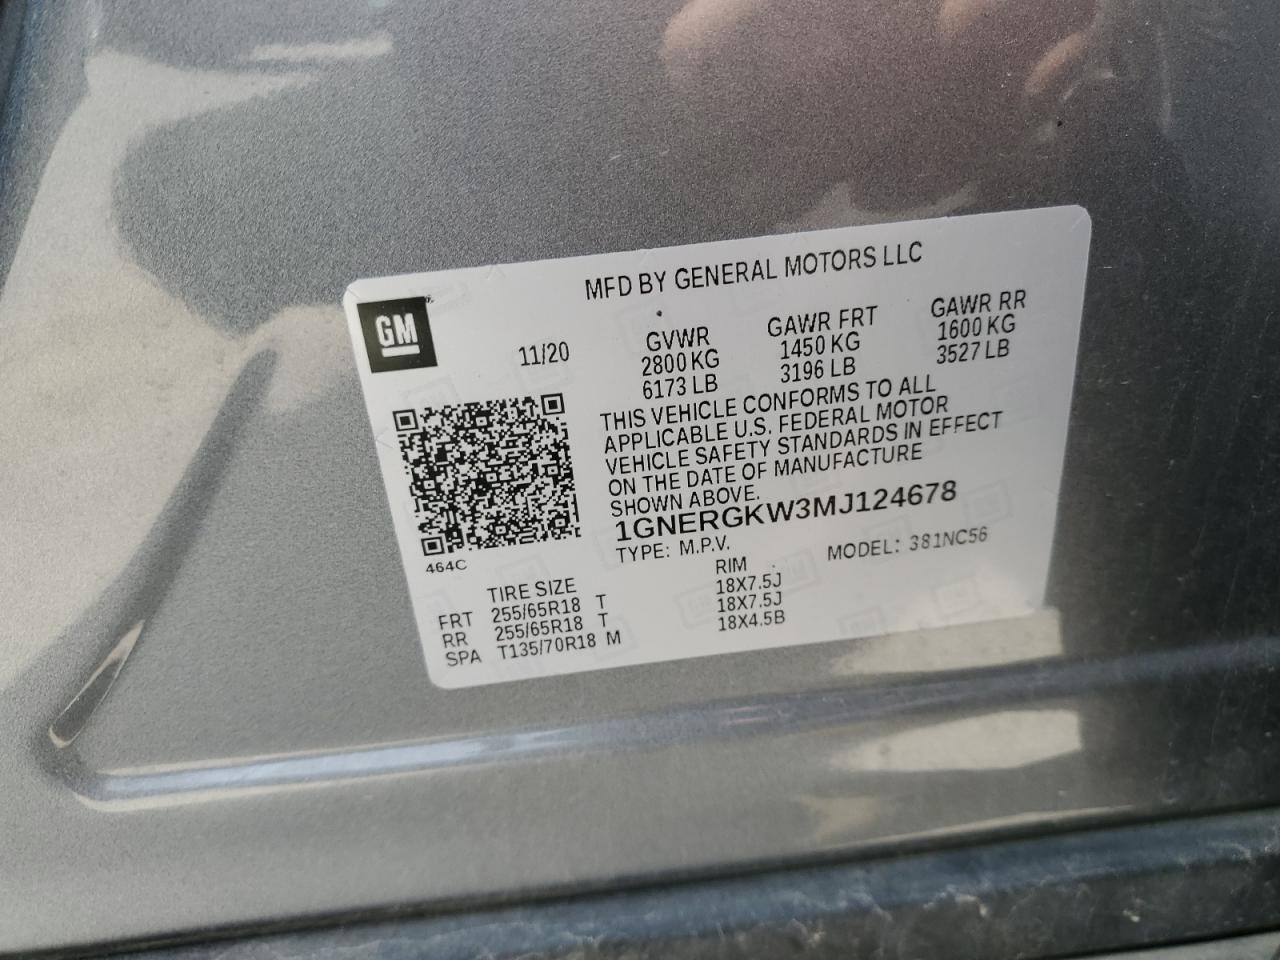 MFD BY GENERAL MOTORS LLC
GM
11/20
GVWR GAWR FRT GAWR RR
2800 KG 1450 KG 1600 KG
6173 LB 3196 LB 3527 LB
THIS VEHICLE CONFORMS TO ALL
APPLICABLE U.S. FEDERAL MOTOR
VEHICLE SAFETY STANDARDS IN EFFECT
ON THE DATE OF MANUFACTURE
SHOWN ABOVE.
1GNERGKW3MJ124678
TYPE: M.P.V. MODEL: 381NC56
464C
TIRE SIZE RIM
FRT 255/65R18 T 18X7.5J
RR 255/65R18 T 18X7.5J
SPA T135/70R18 M 18X4.5B